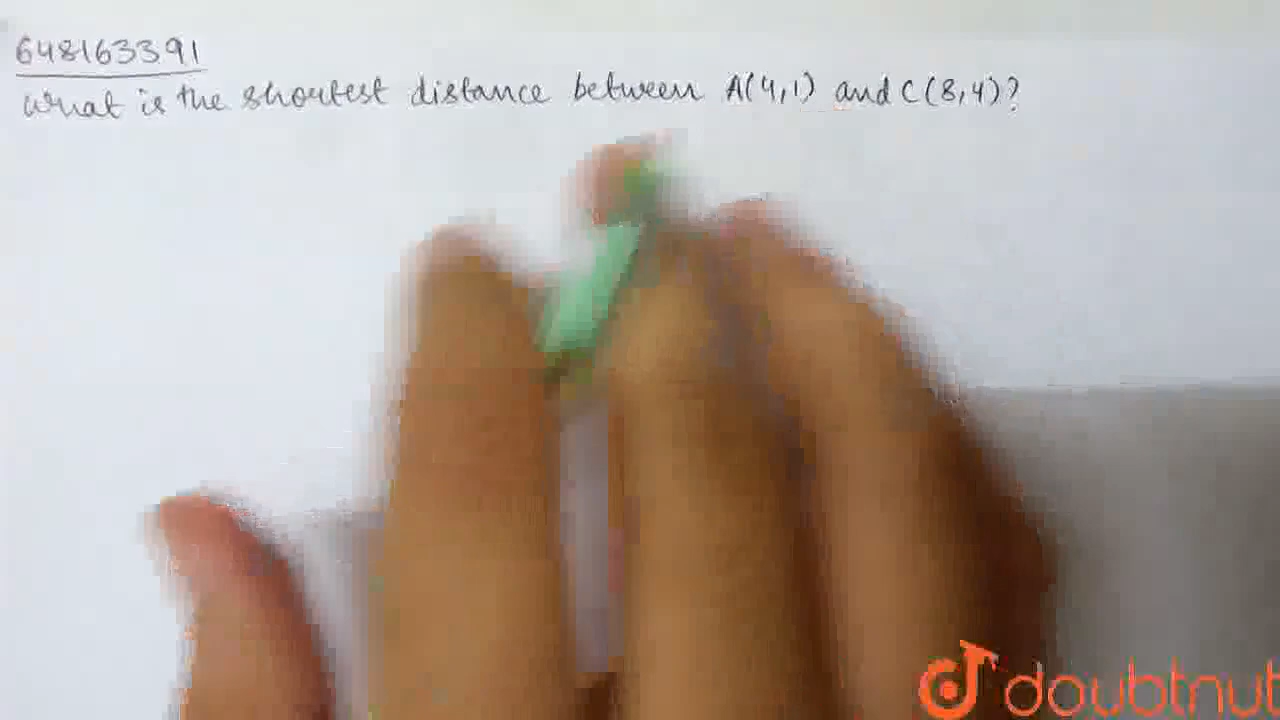 648163391
What is the shortest distance between A(4,1) and C(8,4)?
doubtnut